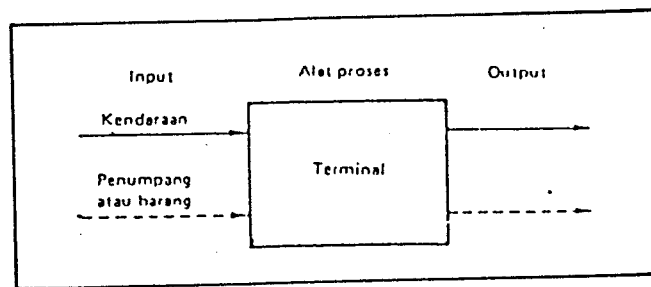 Input
Alat proses
Output
Kendaraan
Penumpang
atau barang
Terminal